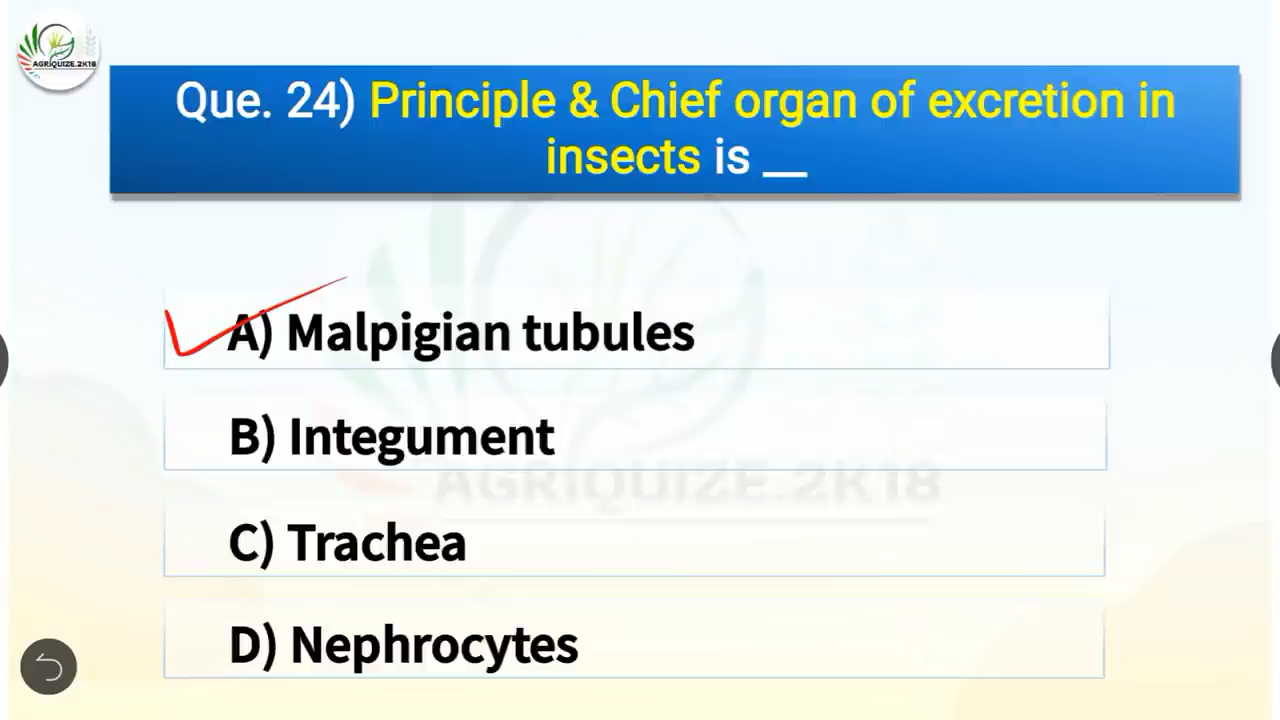 AGRIQUIZE.2K18
Que. 24) Principle & Chief organ of excretion in
insects is __
A) Malpigian tubules
B) Integument
AGRIQUIZE.2K18
C) Trachea
D) Nephrocytes